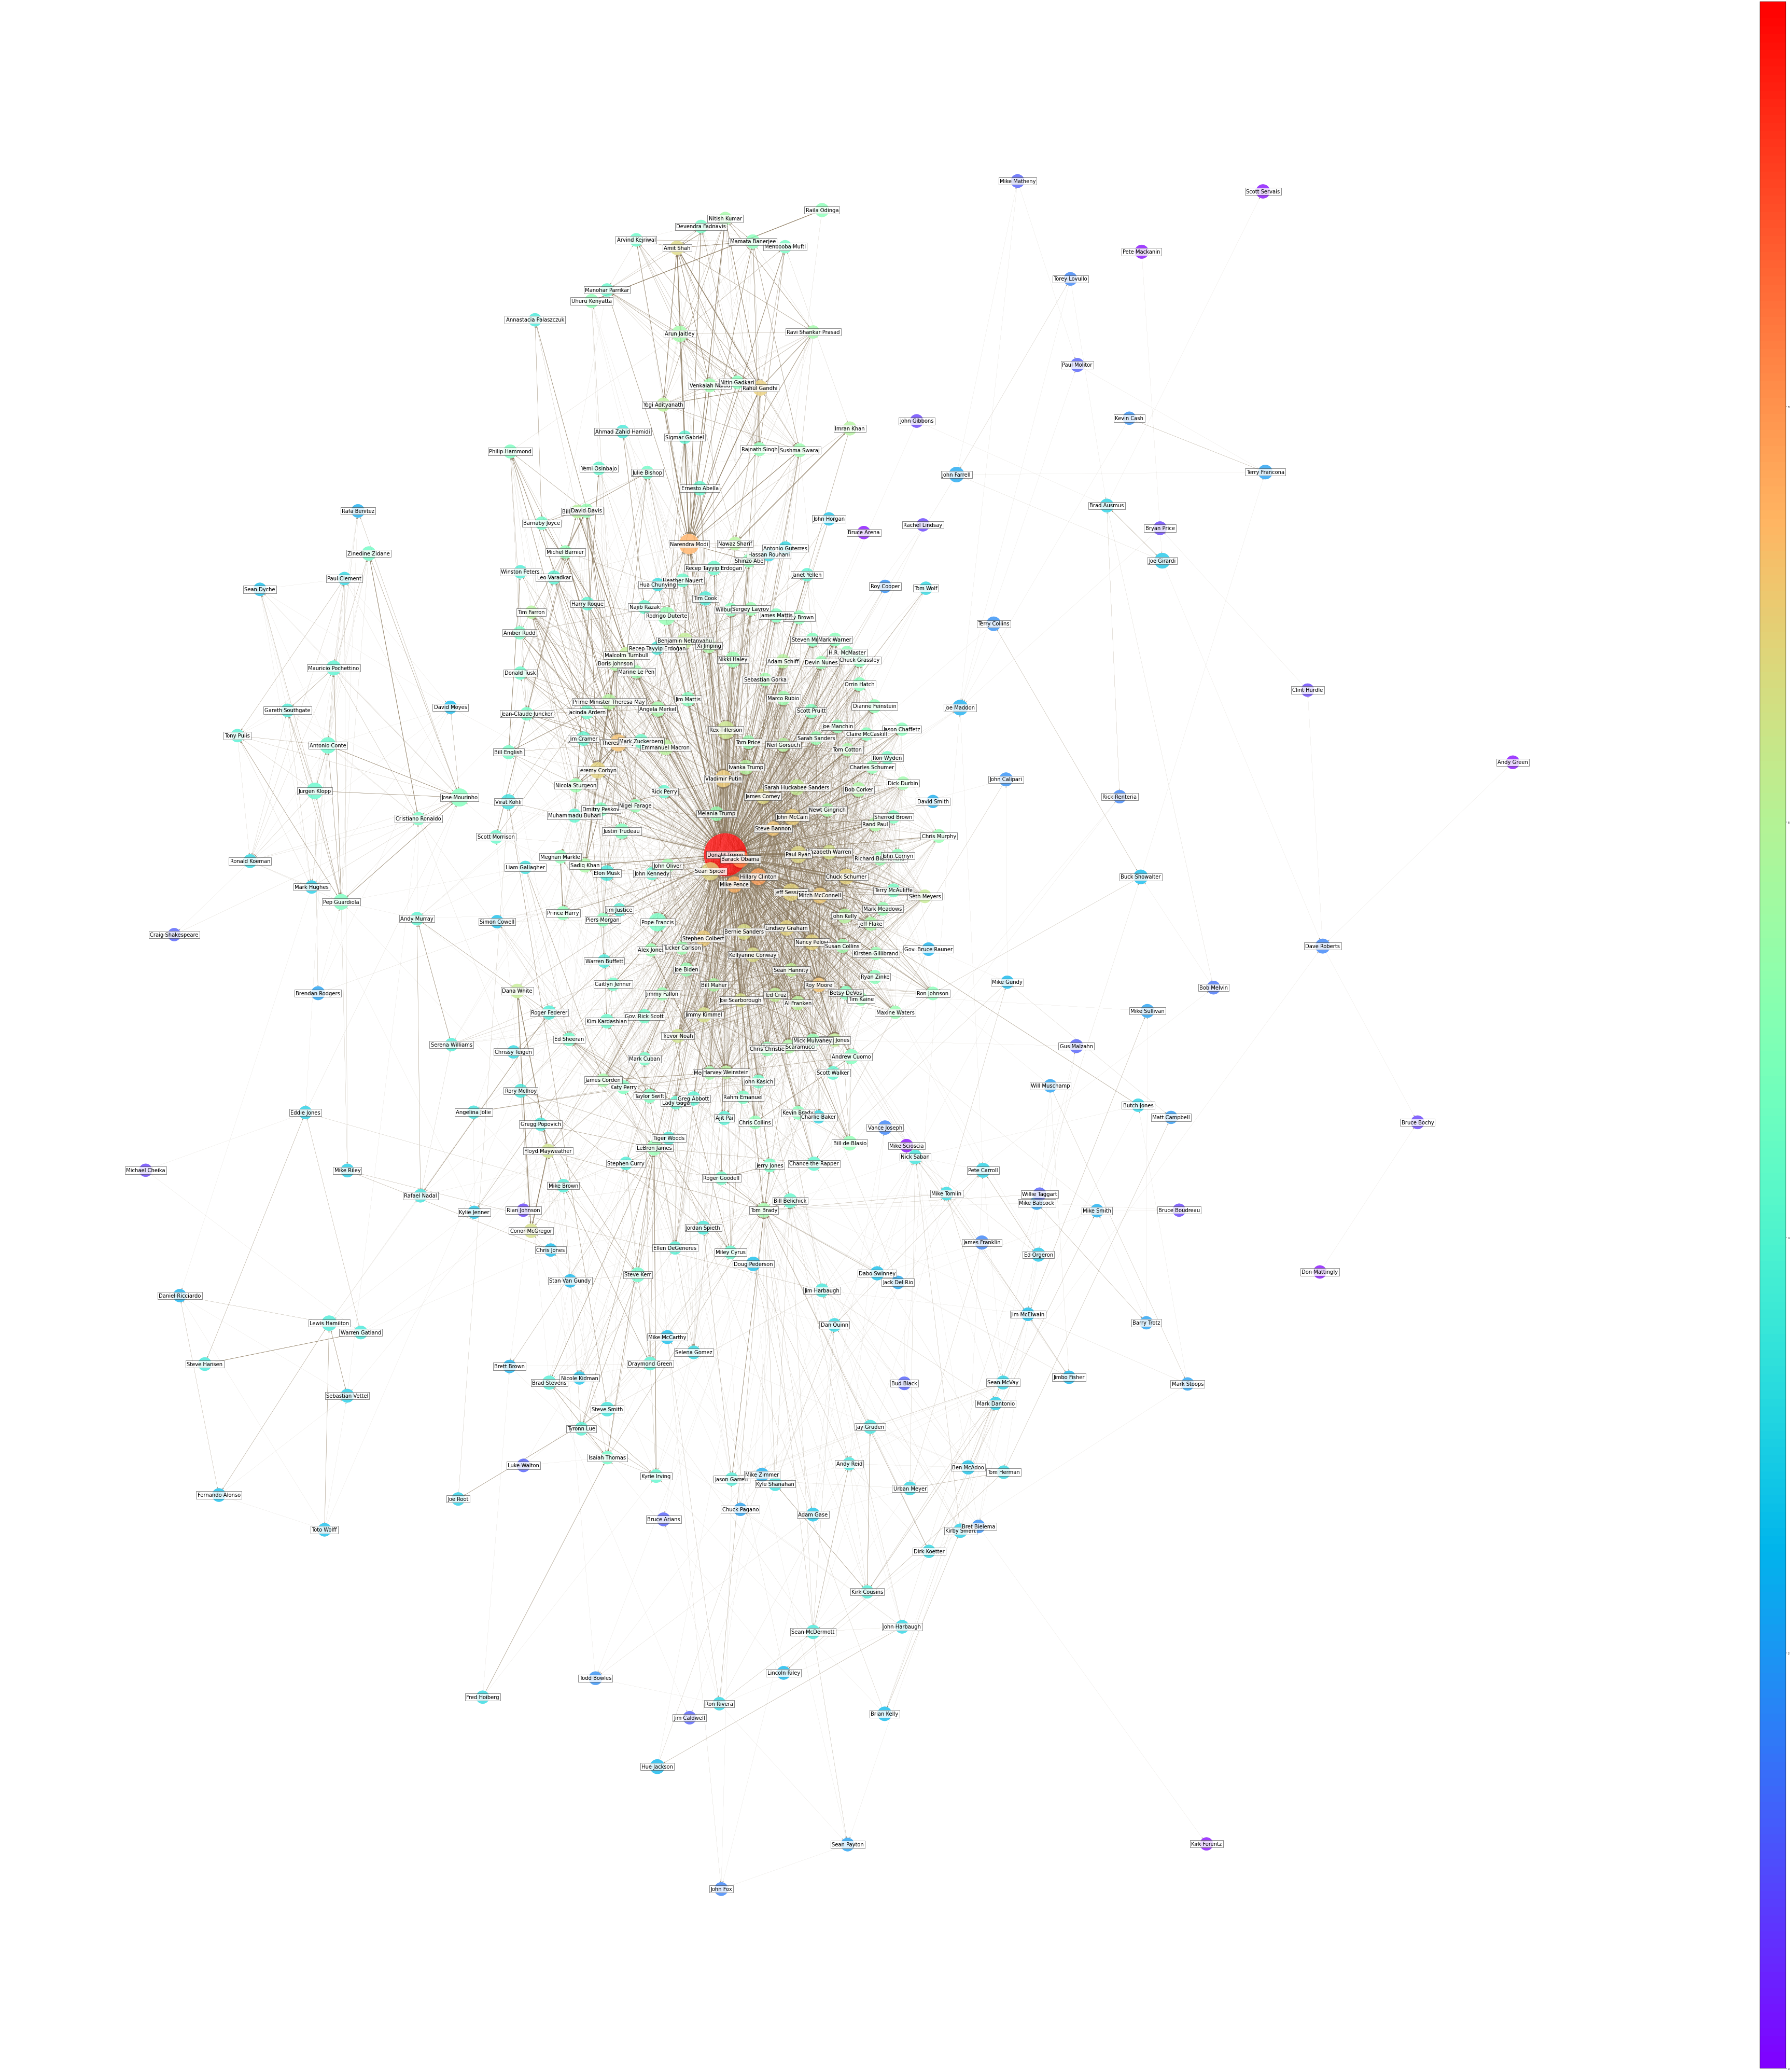 Mike Matheny
Scott Servais
Raila Odinga
Nitish Kumar
Devendra Fadnavis
Arvind Kejriwal
Mamata Banerjee
Amit Shah
Mehbooba Mufti
Pete Mackanin
Torey Lovullo
Manohar Parrikar
Uhuru Kenyatta
Annastacia Palaszczuk
Arun Jaitley
Ravi Shankar Prasad
Paul Molitor
Nitin Gadkari
Rahul Gandhi
Yogi Adityanath
Kevin Cash
John Gibbons
Imran Khan
Ahmad Zahid Hamidi
Sigmar Gabriel
Philip Hammond
Rajnath Singh
Sushma Swaraj
Yemi Osinbajo
Julie Bishop
Terry Francona
John Farrell
Ernesto Abella
Brad Ausmus
Rafa Benitez
David Davis
Barnaby Joyce
John Horgan
Rachel Lindsay
Bryan Price
Bruce Arena
Narendra Modi
Nawaz Sharif
Antonio Guterres
Zinedine Zidane
Michel Barnier
Hassan Rouhani
Shinzo Abe
Joe Girardi
Recep Tayyip Erdogan
Winston Peters
Janet Yellen
Paul Clement
Leo Varadkar
Heather Nauert
Hua Chunying
Sean Dyche
Roy Cooper
Tom Wolf
Tim Cook
Harry Roque
Najib Razak
Sergey Lavrov
Tim Farron
Rodrigo Duterte
James Mattis
Terry Collins
Amber Rudd
Benjamin Netanyahu
Mark Warner
Xi Jinping
Recep Tayyip Erdoğan
Malcolm Turnbull
H.R. McMaster
Nikki Haley
Adam Schiff
Chuck Grassley
Boris Johnson
Devin Nunes
Mauricio Pochettino
Donald Tusk
Marine Le Pen
Sebastian Gorka
Orrin Hatch
Clint Hurdle
Jim Mattis
Marco Rubio
Prime Minister Theresa May
Dianne Feinstein
David Moyes
Joe Maddon
Gareth Southgate
Jean-Claude Juncker
Jacinda Ardern
Angela Merkel
Scott Pruitt
Joe Manchin
Rex Tillerson
Jason Chaffetz
Tony Pulis
Claire McCaskill
Jim Cramer
Mark Zuckerberg
Tom Price
Sarah Sanders
Antonio Conte
Neil Gorsuch
Emmanuel Macron
Tom Cotton
Bill English
Ron Wyden
Andy Green
Ivanka Trump
Charles Schumer
Jeremy Corbyn
Vladimir Putin
John Calipari
Nicola Sturgeon
Dick Durbin
Sarah Huckabee Sanders
Bob Corker
Jurgen Klopp
Rick Perry
James Comey
Jose Mourinho
Rick Renteria
Virat Kohli
David Smith
Nigel Farage
Dmitry Peskov
Newt Gingrich
Melania Trump
Muhammadu Buhari
John McCain
Sherrod Brown
Cristiano Ronaldo
Rand Paul
Steve Bannon
Justin Trudeau
Scott Morrison
Chris Murphy
Paul Ryan
Donald Trump
Meghan Markle
John Cornyn
Barack Obama
Ronald Koeman
Sadiq Khan
John Oliver
Liam Gallagher
Sean Spicer
Elon Musk
John Kennedy
Hillary Clinton
Chuck Schumer
Buck Showalter
Mike Pence
Mark Hughes
Terry McAuliffe
Mitch McConnell
Seth Meyers
Pep Guardiola
Mark Meadows
Jim Justice
Prince Harry
John Kelly
Andy Murray
Piers Morgan
Simon Cowell
Pope Francis
Jeff Flake
Lindsey Graham
Bernie Sanders
Craig Shakespeare
Stephen Colbert
Nancy Pelosi
Dave Roberts
Susan Collins
Tucker Carlson
Gov. Bruce Rauner
Kirsten Gillibrand
Kellyanne Conway
Warren Buffett
Joe Biden
Sean Hannity
Ryan Zinke
Mike Gundy
Caitlyn Jenner
Bill Maher
Roy Moore
Bob Melvin
Dana White
Brendan Rodgers
Betsy DeVos
Ron Johnson
Jimmy Fallon
Ted Cruz
Tim Kaine
Joe Scarborough
Al Franken
Mike Sullivan
Roger Federer
Maxine Waters
Jimmy Kimmel
Gov. Rick Scott
Kim Kardashian
Trevor Noah
Ed Sheeran
Mick Mulvaney
Serena Williams
Gus Malzahn
Chris Christie
Chrissy Teigen
Andrew Cuomo
Mark Cuban
Harvey Weinstein
Scott Walker
James Corden
John Kasich
Will Muschamp
Katy Perry
Rory McIlroy
Taylor Swift
Rahm Emanuel
Greg Abbott
Lady Gaga
Butch Jones
Eddie Jones
Angelina Jolie
Kevin Brady
Charlie Baker
Matt Campbell
Ajit Pai
Chris Collins
Bruce Bochy
Gregg Popovich
Vance Joseph
Tiger Woods
Bill de Blasio
Mike Scioscia
LeBron James
Floyd Mayweather
Nick Saban
Stephen Curry
Jerry Jones
Chance the Rapper
Michael Cheika
Mike Riley
Pete Carroll
Roger Goodell
Mike Brown
Rafael Nadal
Mike Tomlin
Willie Taggart
Bill Belichick
Mike Babcock
Rian Johnson
Tom Brady
Mike Smith
Bruce Boudreau
Kylie Jenner
Jordan Spieth
Conor McGregor
James Franklin
Ellen DeGeneres
Chris Jones
Miley Cyrus
Ed Orgeron
Doug Pederson
Don Mattingly
Steve Kerr
Dabo Swinney
Stan Van Gundy
Jack Del Rio
Jim Harbaugh
Daniel Ricciardo
Jim McElwain
Lewis Hamilton
Barry Trotz
Dan Quinn
Warren Gatland
Mike McCarthy
Selena Gomez
Steve Hansen
Draymond Green
Brett Brown
Nicole Kidman
Jimbo Fisher
Brad Stevens
Bud Black
Sean McVay
Mark Stoops
Sebastian Vettel
Mark Dantonio
Steve Smith
Jay Gruden
Tyronn Lue
Isaiah Thomas
Andy Reid
Luke Walton
Ben McAdoo
Tom Herman
Mike Zimmer
Kyrie Irving
Jason Garrett
Kyle Shanahan
Urban Meyer
Fernando Alonso
Joe Root
Chuck Pagano
Adam Gase
Bruce Arians
Bret Bielema
Toto Wolff
Kirby Smart
Dirk Koetter
Kirk Cousins
John Harbaugh
Sean McDermott
Lincoln Riley
Todd Bowles
Fred Hoiberg
Ron Rivera
Brian Kelly
Jim Caldwell
Hue Jackson
Sean Payton
Kirk Ferentz
John Fox